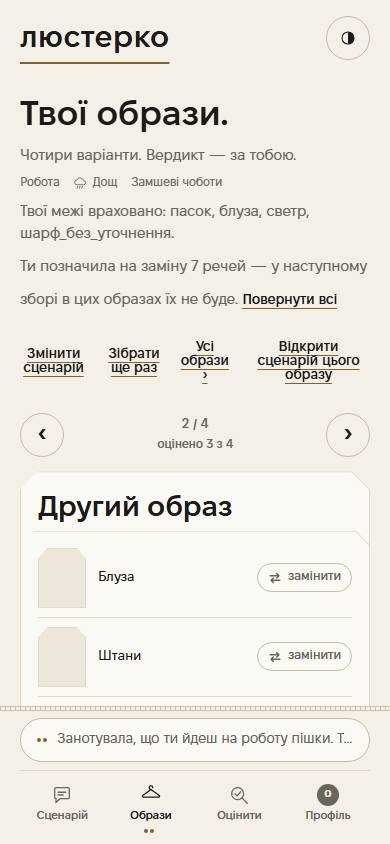 люстерко
Твої образи.
Чотири варіанти. Вердикт — за тобою.
Робота Дощ Замшеві чоботи
Твої межі враховано: пасок, блуза, светр,
шарф_без_уточнення.
Ти позначила на заміну 7 речей — у наступному
зборі в цих образах їх не буде. Повернути всі
Змінити
сценарій
Зібрати
ще раз
Усі
образи
›
Відкрити
сценарій цього
образу
‹
2 / 4
оцінено 3 з 4
›
Другий образ
Блуза
замінити
Штани
замінити
Занотувала, що ти йдеш на роботу пішки. Т...
Сценарій
Образи
Оцінити
О
Профіль